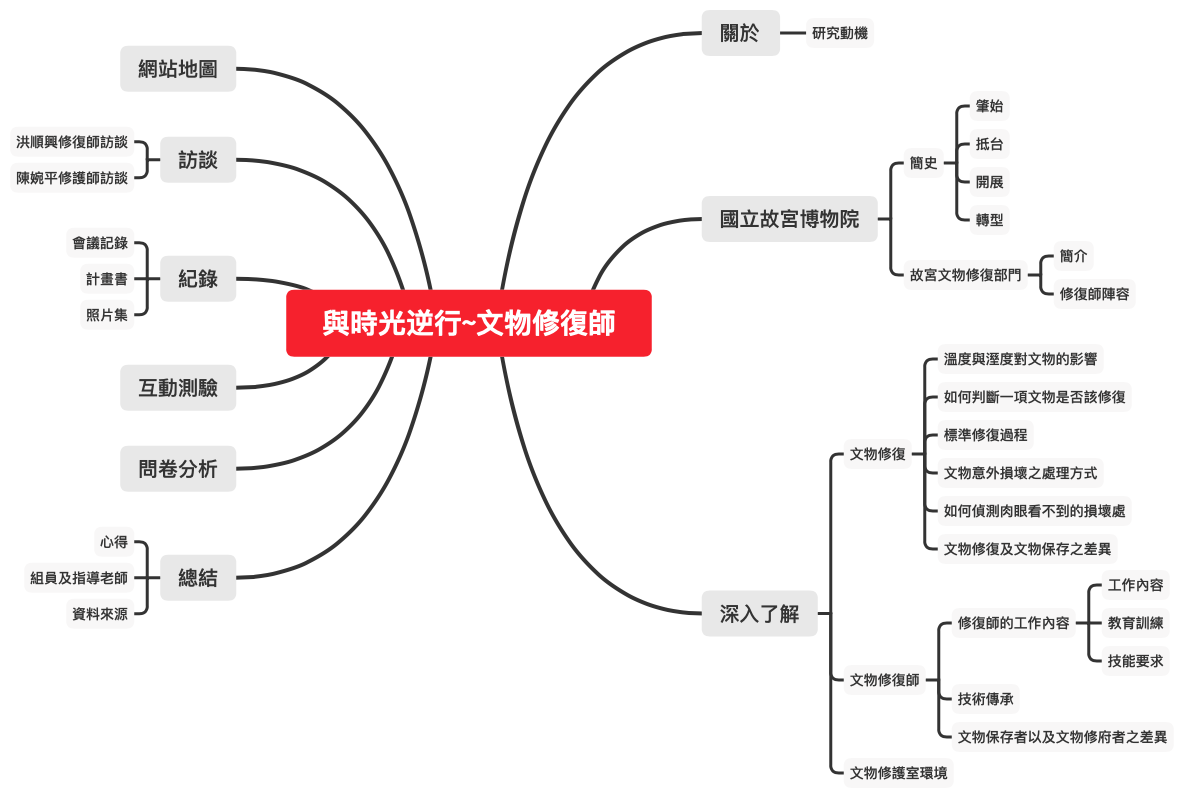 與時光逆行~文物修復師
關於
研究動機
國立故宮博物院
簡史
肇始
抵台
開展
轉型
故宮文物修復部門
簡介
修復師陣容
深入了解
文物修復
溫度與溼度對文物的影響
如何判斷一項文物是否該修復
標準修復過程
文物意外損壞之處理方式
如何偵測肉眼看不到的損壞處
文物修復及文物保存之差異
文物修復師
修復師的工作內容
工作內容
教育訓練
技能要求
技術傳承
文物保存者以及文物修府者之差異
文物修護室環境
網站地圖
訪談
洪順興修復師訪談
陳婉平修護師訪談
紀錄
會議記錄
計畫書
照片集
互動測驗
問卷分析
總結
心得
組員及指導老師
資料來源